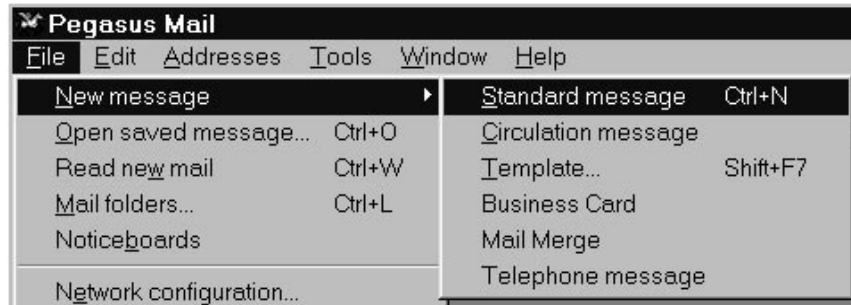 Pegasus Mail
File Edit Addresses Tools Window Help
New message
Open saved message... Ctrl+O
Read new mail Ctrl+W
Mail folders... Ctrl+L
Noticeboards
Network configuration...
Standard message Ctrl+N
Circulation message
Template... Shift+F7
Business Card
Mail Merge
Telephone message